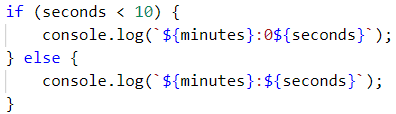 if (seconds < 10) {
    console.log(`${minutes}:0${seconds}`);
} else {
    console.log(`${minutes}:${seconds}`);
}